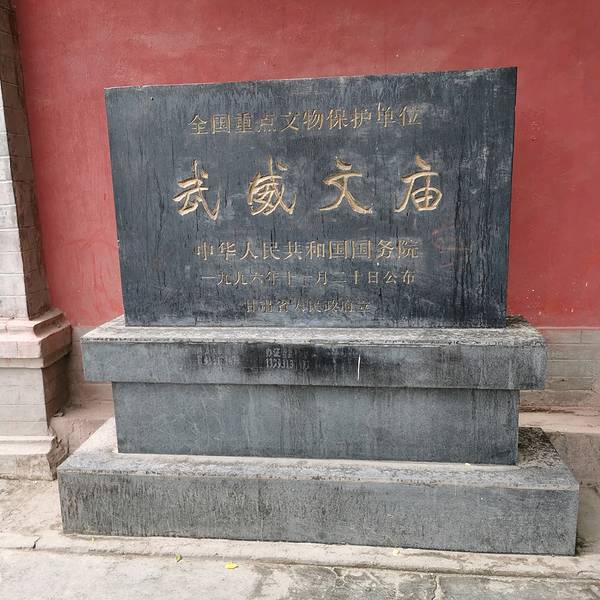 全国重点文物保护单位
武威文庙
中华人民共和国国务院
一九九六年十一月二十日公布
甘肃省人民政府立
办证